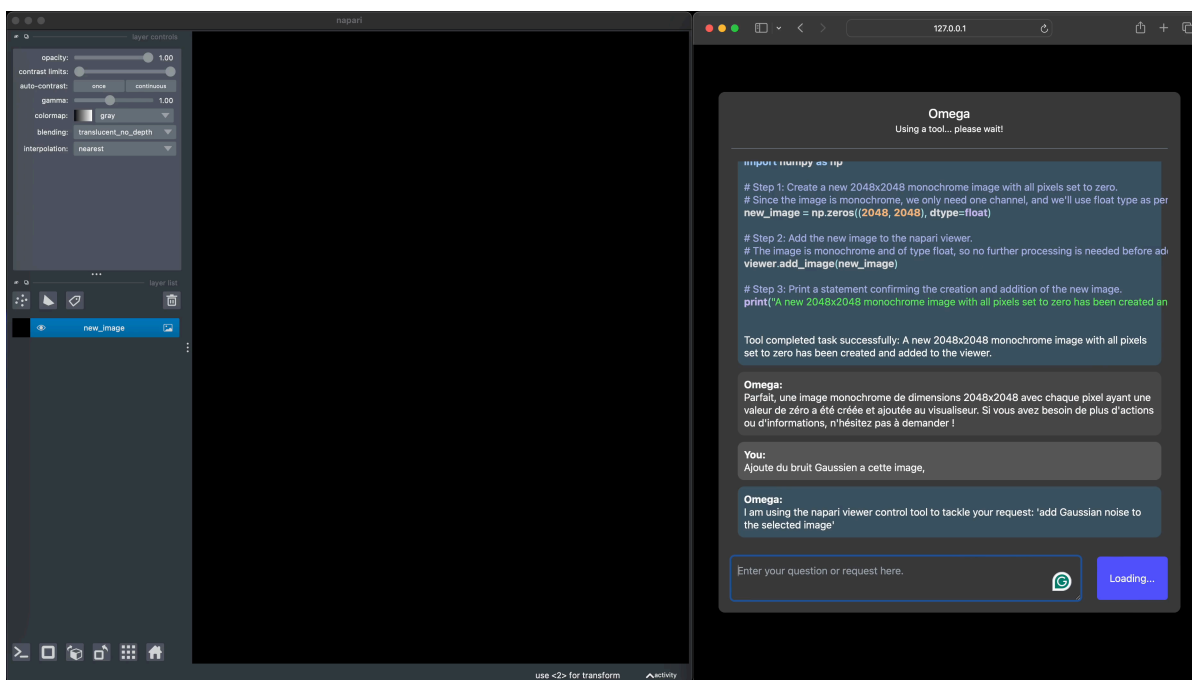 napari
layer controls
opacity: 1.00
contrast limits:
auto-contrast: once continuous
gamma: 1.00
colormap: gray
blending: translucent_no_depth
interpolation: nearest
layer list
new_image
use <2> for transform
activity
127.0.0.1
Omega
Using a tool... please wait!
import numpy as np
# Step 1: Create a new 2048x2048 monochrome image with all pixels set to zero.
# Since the image is monochrome, we only need one channel, and we'll use float type as per
new_image = np.zeros((2048, 2048), dtype=float)
# Step 2: Add the new image to the napari viewer.
# The image is monochrome and of type float, so no further processing is needed before ad
viewer.add_image(new_image)
# Step 3: Print a statement confirming the creation and addition of the new image.
print("A new 2048x2048 monochrome image with all pixels set to zero has been created an
Tool completed task successfully: A new 2048x2048 monochrome image with all pixels
set to zero has been created and added to the viewer.
Omega:
Parfait, une image monochrome de dimensions 2048x2048 avec chaque pixel ayant une
valeur de zéro a été créée et ajoutée au visualiseur. Si vous avez besoin de plus d'actions
ou d'informations, n'hésitez pas à demander !
You:
Ajoute du bruit Gaussien a cette image,
Omega:
I am using the napari viewer control tool to tackle your request: 'add Gaussian noise to
the selected image'
Enter your question or request here.
Loading...